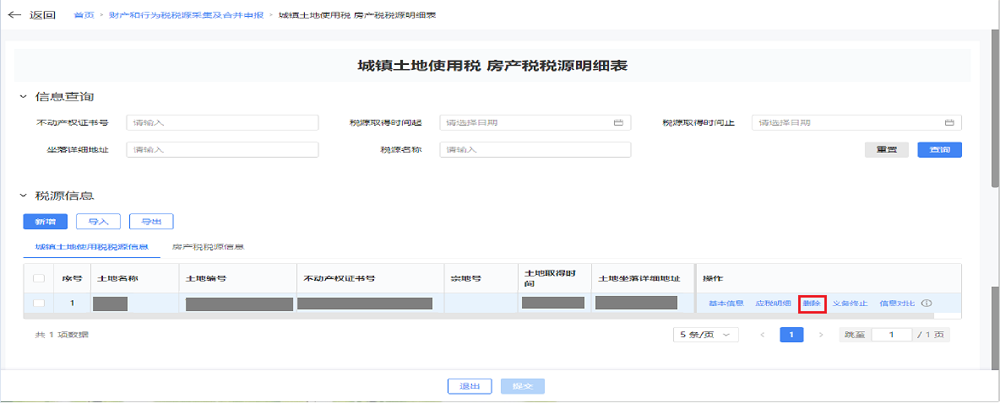 返回 首页 › 财产和行为税税源采集及合并申报 › 城镇土地使用税 房产税税源明细表
城镇土地使用税 房产税税源明细表
信息查询
不动产权证书号 请输入 税源取得时间起 请选择日期 税源取得时间止 请选择日期
坐落详细地址 请输入 税源名称 请输入 重置 查询
税源信息
新增 导入 导出
城镇土地使用税税源信息 房产税税源信息
序号 土地名称 土地编号 不动产权证书号 宗地号 土地取得时间 土地坐落详细地址 操作
1 基本信息 应税明细 删除 义务终止 信息对比
共 1 项数据 5 条/页 1 跳至 1 / 1 页
退出 提交